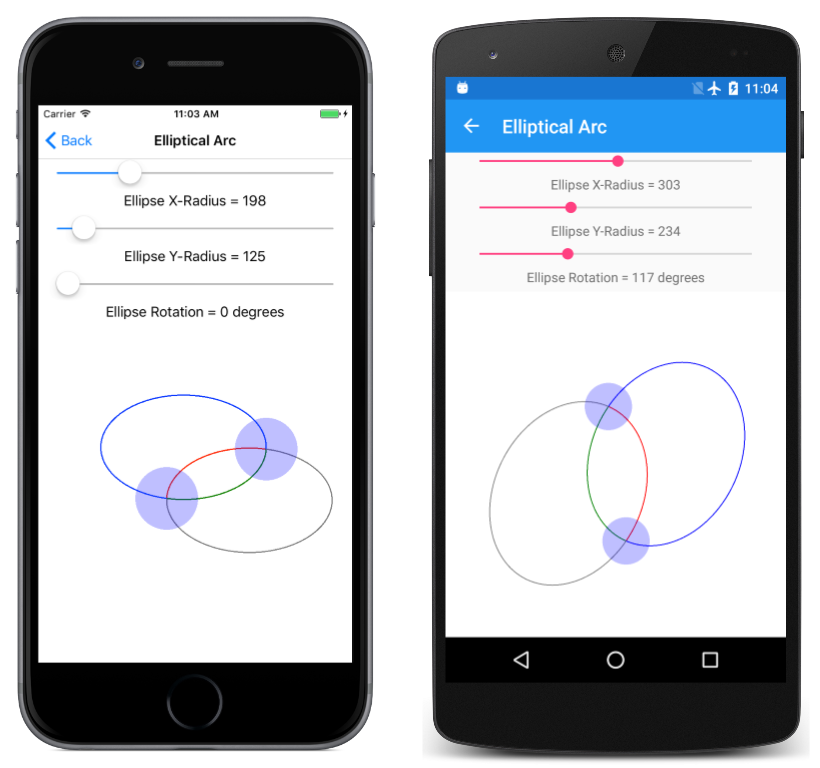 Carrier
11:03 AM
Back
Elliptical Arc
Ellipse X-Radius = 198
Ellipse Y-Radius = 125
Ellipse Rotation = 0 degrees
11:04
Elliptical Arc
Ellipse X-Radius = 303
Ellipse Y-Radius = 234
Ellipse Rotation = 117 degrees